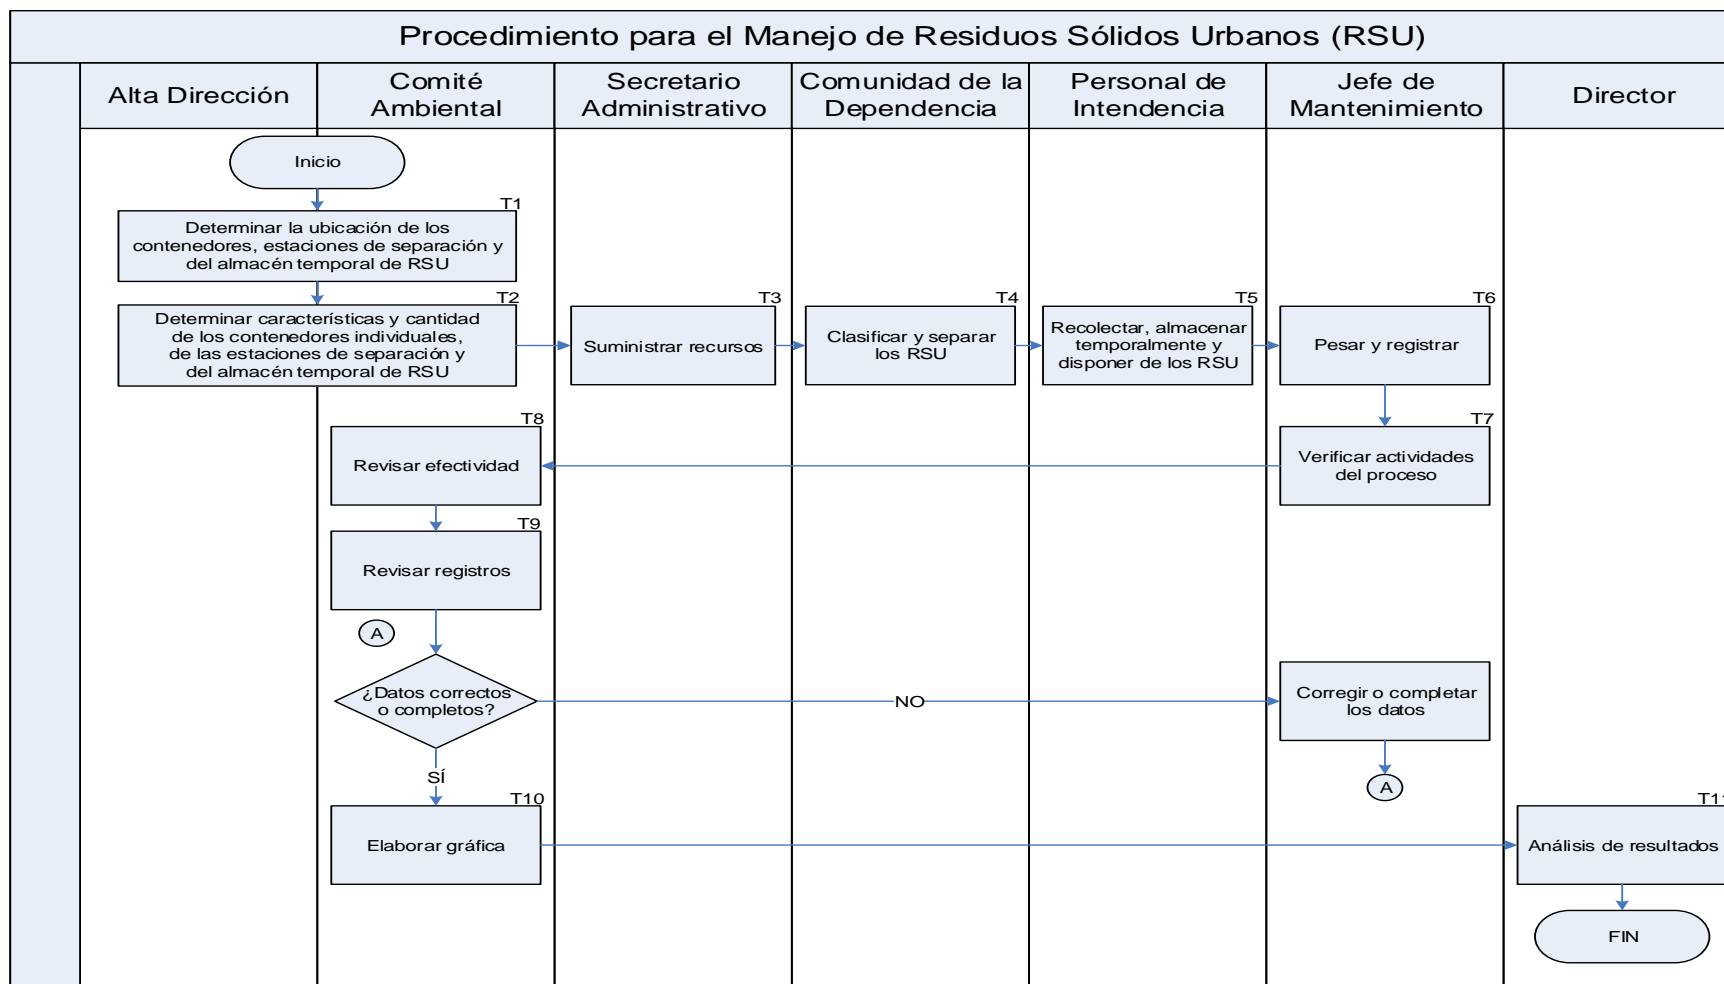 Procedimiento para el Manejo de Residuos Sólidos Urbanos (RSU)
Alta Dirección
Comité
Ambiental
Secretario
Administrativo
Comunidad de la
Dependencia
Personal de
Intendencia
Jefe de
Mantenimiento
Director
Inicio
T1
Determinar la ubicación de los
contenedores, estaciones de separación y
del almacén temporal de RSU
T2
Determinar características y cantidad
de los contenedores individuales,
de las estaciones de separación y
del almacén temporal de RSU
T3
Suministrar recursos
T4
Clasificar y separar
los RSU
T5
Recolectar, almacenar
temporalmente y
disponer de los RSU
T6
Pesar y registrar
T7
Verificar actividades
del proceso
T8
Revisar efectividad
T9
Revisar registros
A
¿Datos correctos
o completos?
NO
Corregir o completar
los datos
A
SÍ
T10
Elaborar gráfica
T11
Análisis de resultados
FIN